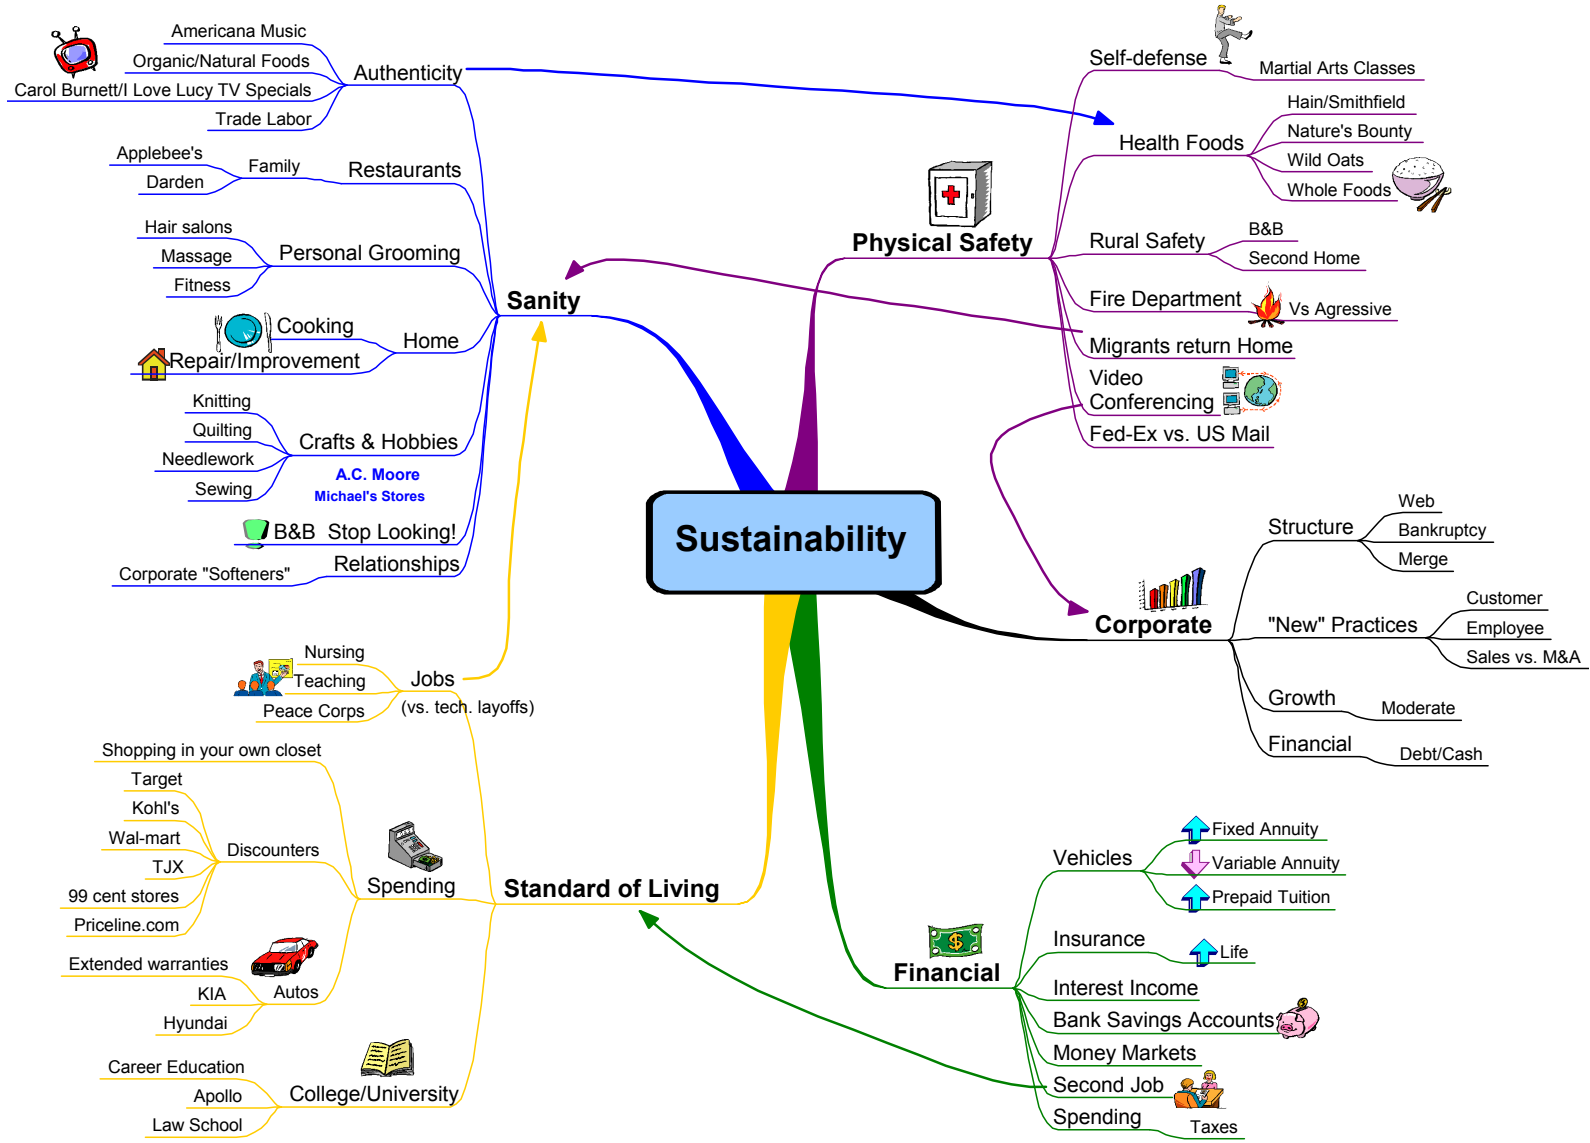 Sustainability
Sanity
Authenticity
Americana Music
Organic/Natural Foods
Carol Burnett/I Love Lucy TV Specials
Trade Labor
Restaurants
Family
Applebee's
Darden
Personal Grooming
Hair salons
Massage
Fitness
Home
Cooking
Repair/Improvement
Crafts & Hobbies
Knitting
Quilting
Needlework
Sewing
A.C. Moore
Michael's Stores
B&B Stop Looking!
Relationships
Corporate "Softeners"
Physical Safety
Self-defense
Martial Arts Classes
Health Foods
Hain/Smithfield
Nature's Bounty
Wild Oats
Whole Foods
Rural Safety
B&B
Second Home
Fire Department
Vs Agressive
Migrants return Home
Video
Conferencing
Fed-Ex vs. US Mail
Corporate
Structure
Web
Bankruptcy
Merge
"New" Practices
Customer
Employee
Sales vs. M&A
Growth
Moderate
Financial
Debt/Cash
Standard of Living
Jobs
(vs. tech. layoffs)
Nursing
Teaching
Peace Corps
Spending
Shopping in your own closet
Discounters
Target
Kohl's
Wal-mart
TJX
99 cent stores
Priceline.com
Autos
Extended warranties
KIA
Hyundai
College/University
Career Education
Apollo
Law School
Financial
Vehicles
Fixed Annuity
Variable Annuity
Prepaid Tuition
Insurance
Life
Interest Income
Bank Savings Accounts
Money Markets
Second Job
Spending
Taxes